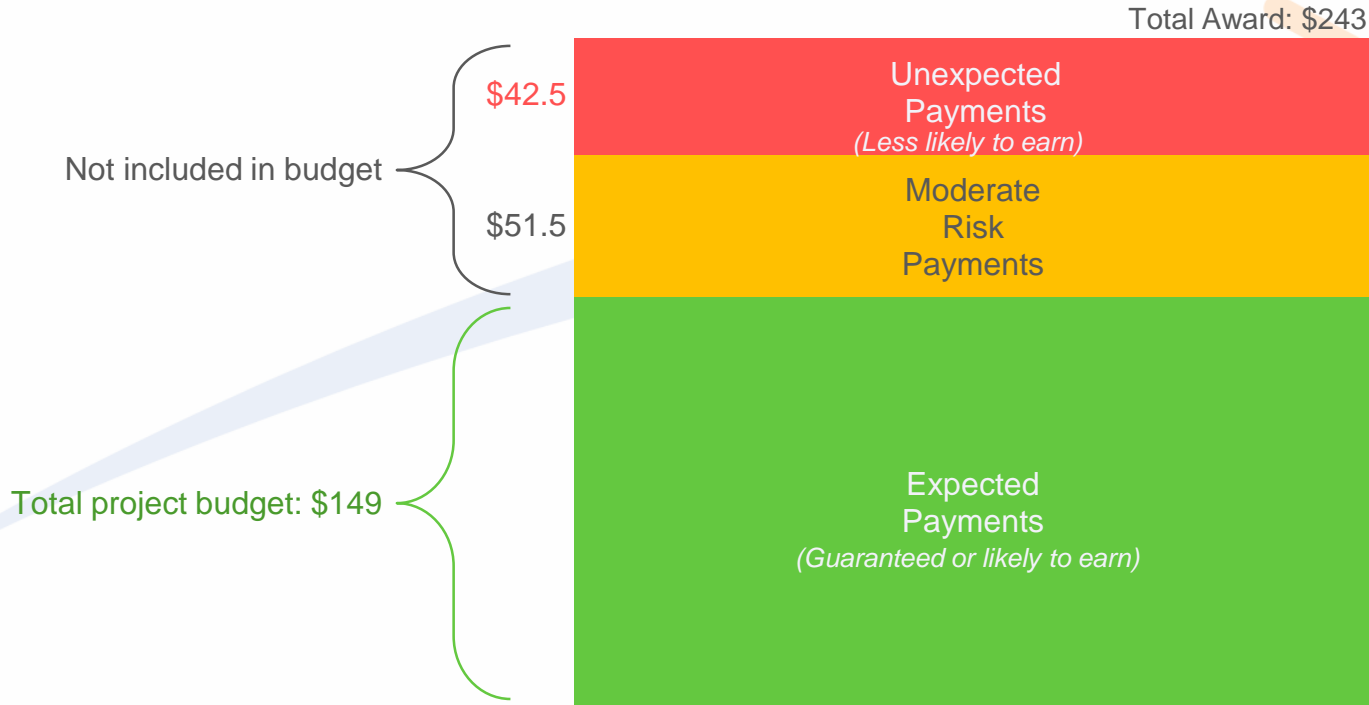 Total Award: $243
$42.5
Unexpected
Payments
(Less likely to earn)
Not included in budget
$51.5
Moderate
Risk
Payments
Total project budget: $149
Expected
Payments
(Guaranteed or likely to earn)